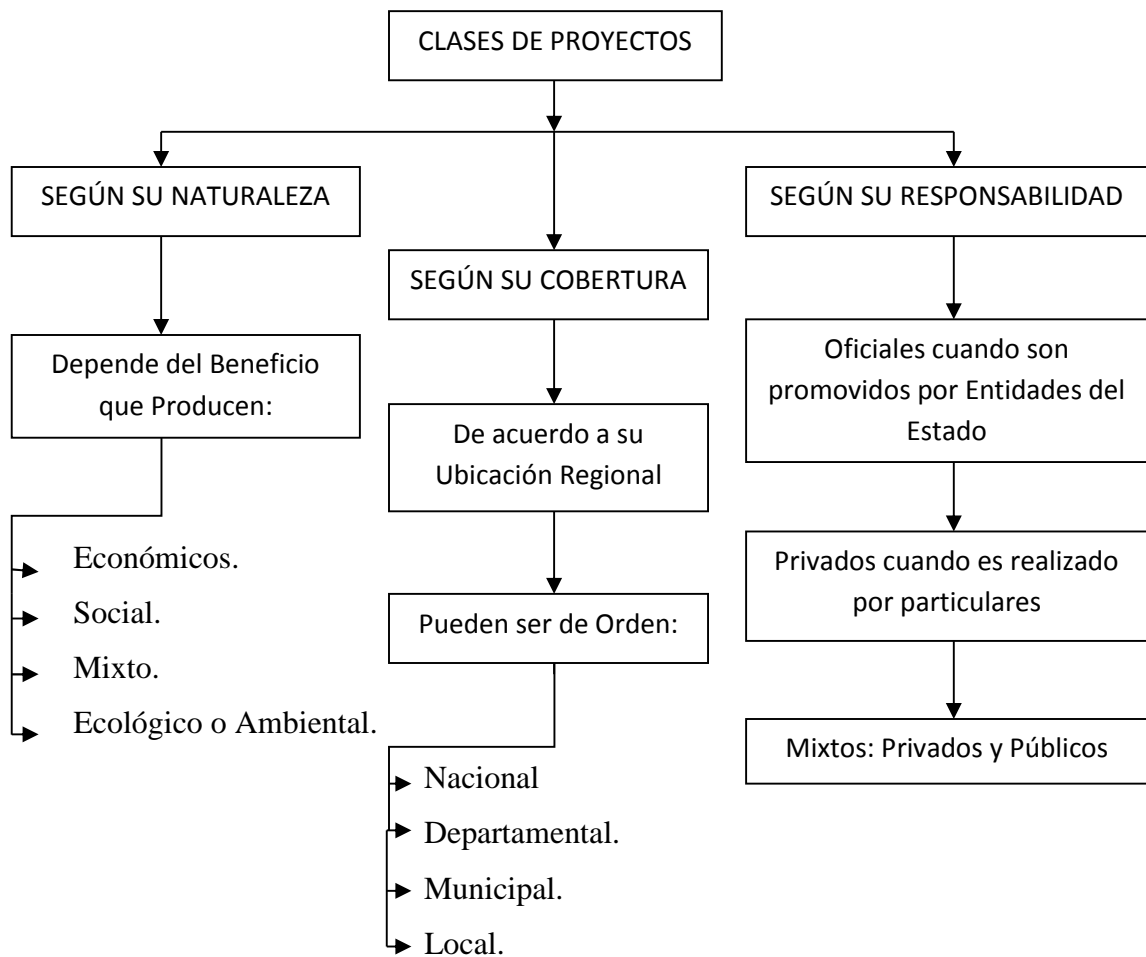 CLASES DE PROYECTOS
SEGÚN SU NATURALEZA
Depende del Beneficio
que Producen:
Económicos.
Social.
Mixto.
Ecológico o Ambiental.
SEGÚN SU COBERTURA
De acuerdo a su
Ubicación Regional
Pueden ser de Orden:
Nacional
Departamental.
Municipal.
Local.
SEGÚN SU RESPONSABILIDAD
Oficiales cuando son
promovidos por Entidades del
Estado
Privados cuando es realizado
por particulares
Mixtos: Privados y Públicos